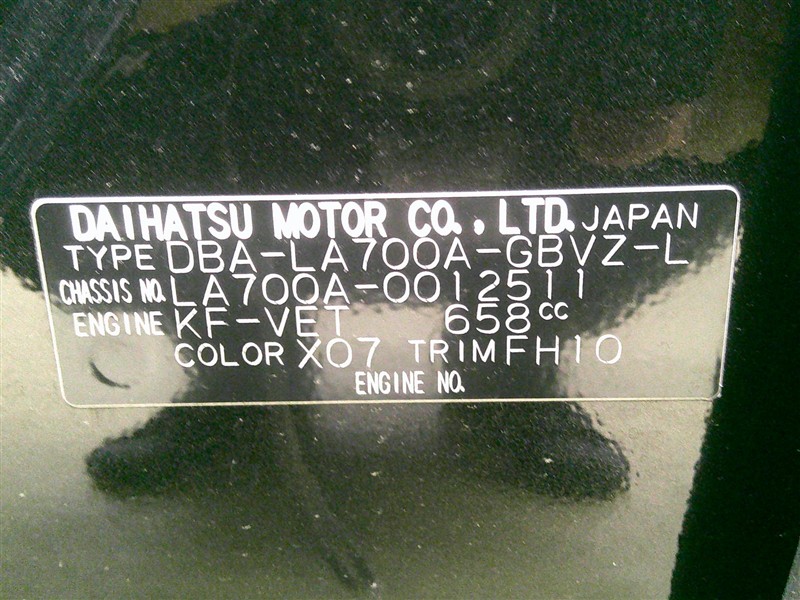 DAIHATSU MOTOR CO., LTD. JAPAN
TYPE DBA-LA700A-GBVZ-L
CHASSIS NO. LA700A-0012511
ENGINE KF-VET 658cc
COLOR X07 TRIM FH10
ENGINE NO.